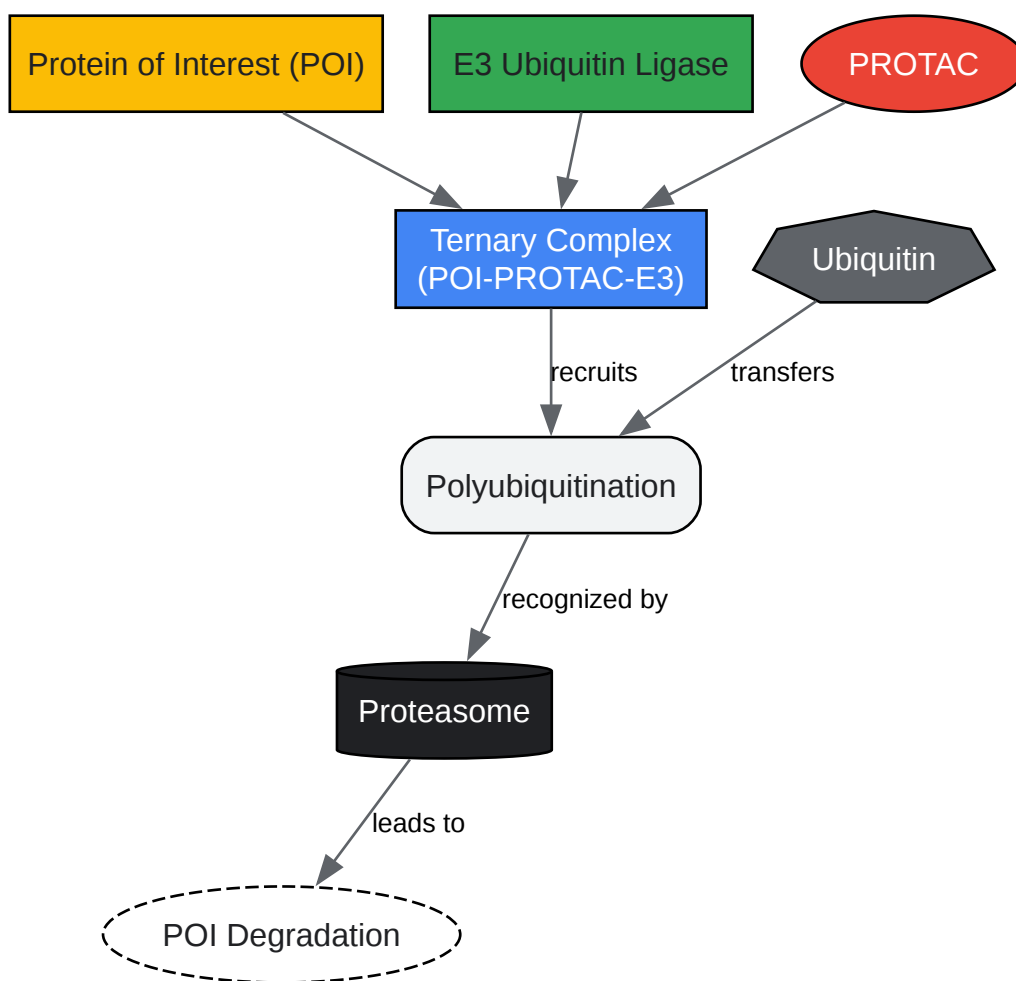 Protein of Interest (POI)
E3 Ubiquitin Ligase
PROTAC
Ternary Complex
(POI-PROTAC-E3)
Ubiquitin
recruits
transfers
Polyubiquitination
recognized by
Proteasome
leads to
POI Degradation